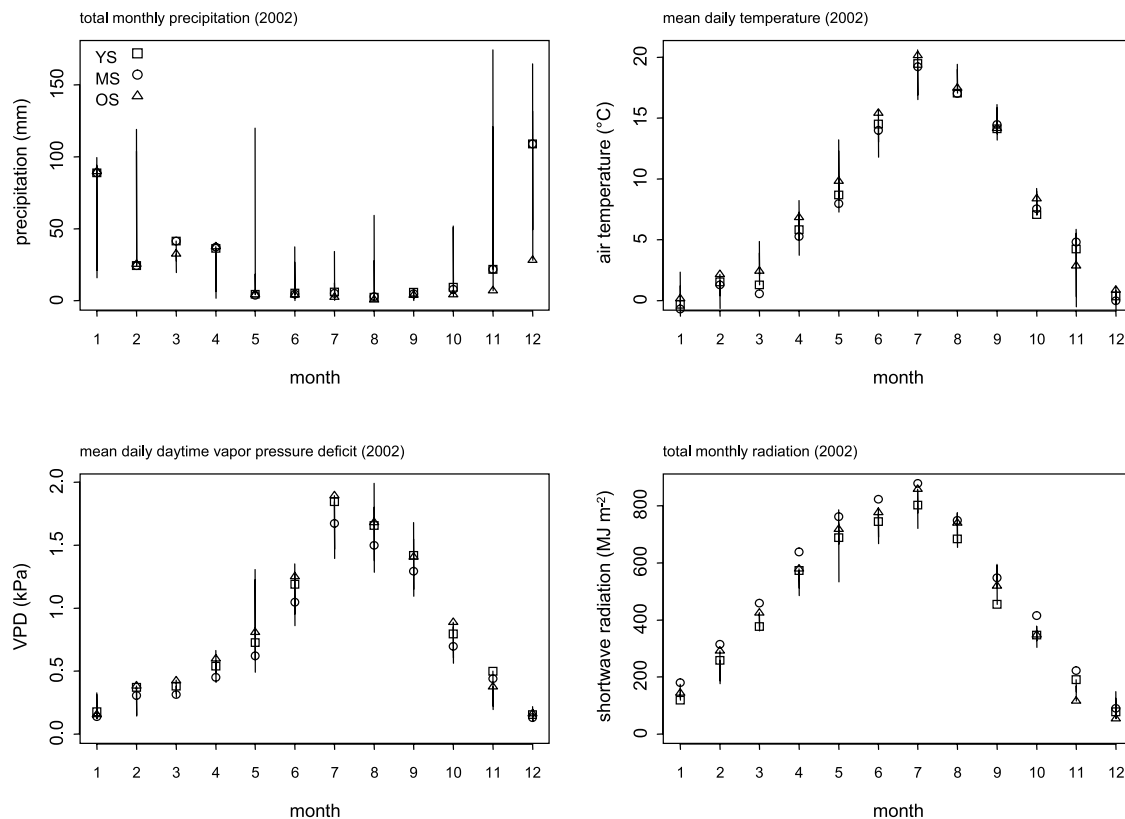 total monthly precipitation (2002)
YS
MS
OS
precipitation (mm)
0 50 100 150
1 2 3 4 5 6 7 8 9 10 11 12
month
mean daily temperature (2002)
air temperature (°C)
0 5 10 15 20
1 2 3 4 5 6 7 8 9 10 11 12
month
mean daily daytime vapor pressure deficit (2002)
VPD (kPa)
0.0 0.5 1.0 1.5 2.0
1 2 3 4 5 6 7 8 9 10 11 12
month
total monthly radiation (2002)
shortwave radiation (MJ m⁻²)
0 200 400 600 800
1 2 3 4 5 6 7 8 9 10 11 12
month